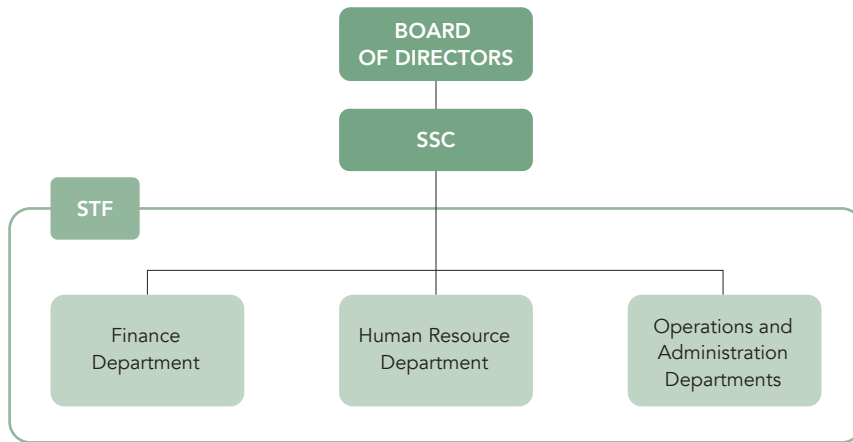 BOARD
OF DIRECTORS
SSC
STF
Finance
Department
Human Resource
Department
Operations and
Administration
Departments